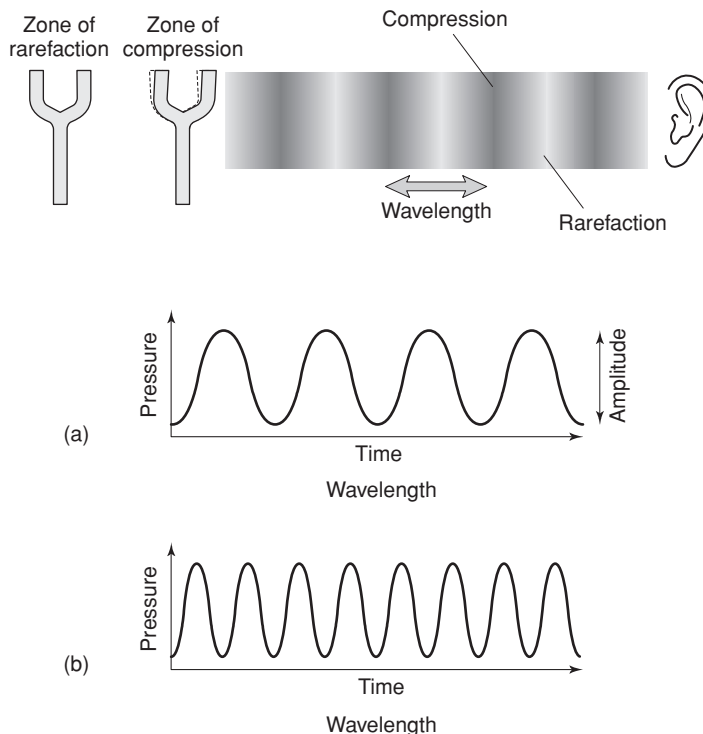 Zone of
rarefaction
Zone of
compression
Compression
Wavelength
Rarefaction
Pressure
Amplitude
(a)
Time
Wavelength
Pressure
(b)
Time
Wavelength